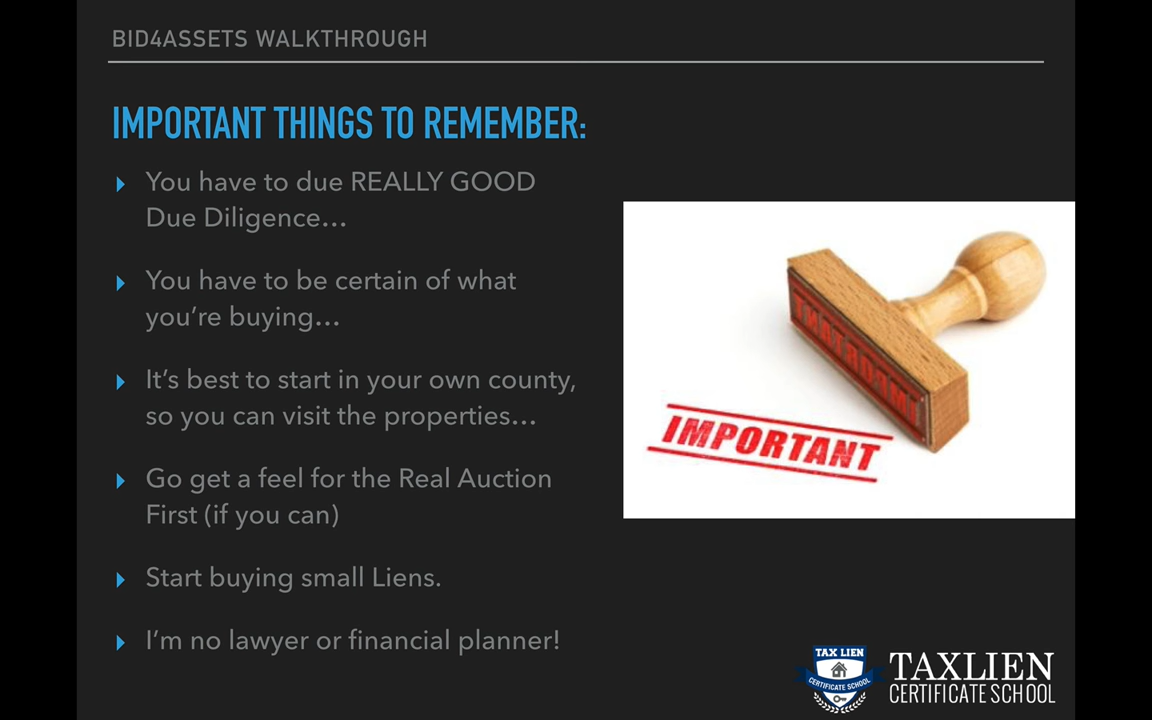 BID4ASSETS WALKTHROUGH
IMPORTANT THINGS TO REMEMBER:
You have to due REALLY GOOD
Due Diligence...
You have to be certain of what
you're buying...
It's best to start in your own county,
so you can visit the properties...
Go get a feel for the Real Auction
First (if you can)
Start buying small Liens.
I'm no lawyer or financial planner!
IMPORTANT
IMPORTANT
TAX LIEN
CERTIFICATE SCHOOL
TAXLIEN
CERTIFICATE SCHOOL